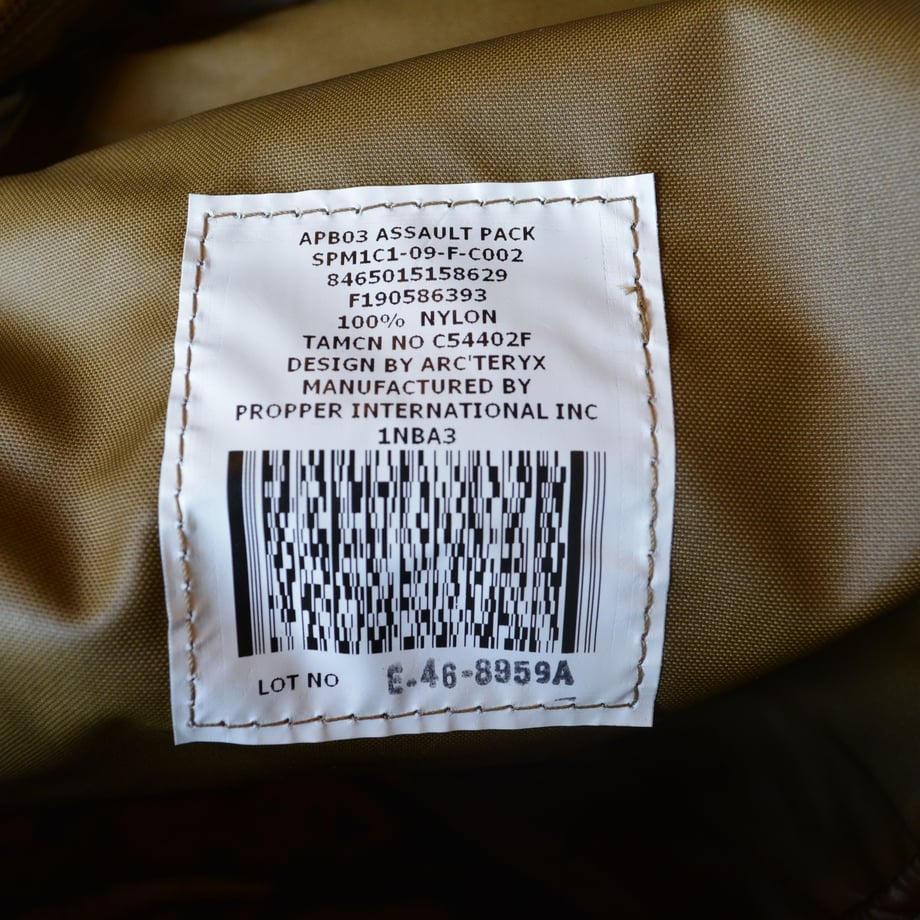 APB03 ASSAULT PACK
SPM1C1-09-F-C002
8465015158629
F190586393
100% NYLON
TAMCN NO C54402F
DESIGN BY ARC'TERYX
MANUFACTURED BY
PROPPER INTERNATIONAL INC
1NBA3
LOT NO E-46-8959A